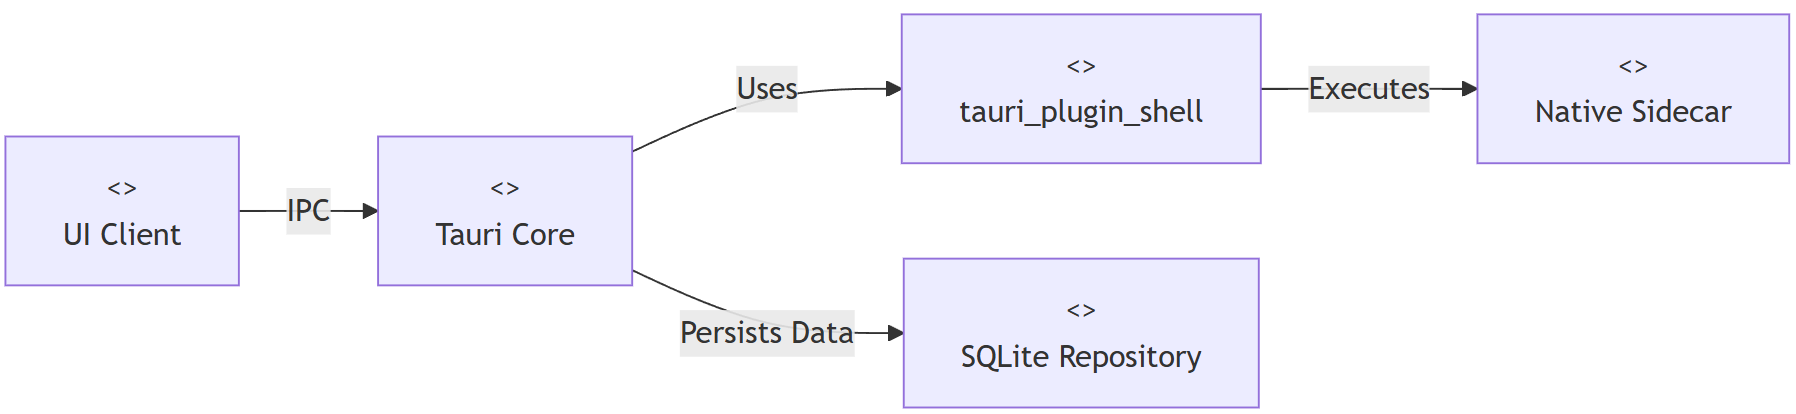 <>
UI Client
IPC
<>
Tauri Core
Uses
<>
tauri_plugin_shell
Executes
<>
Native Sidecar
Persists Data
<>
SQLite Repository